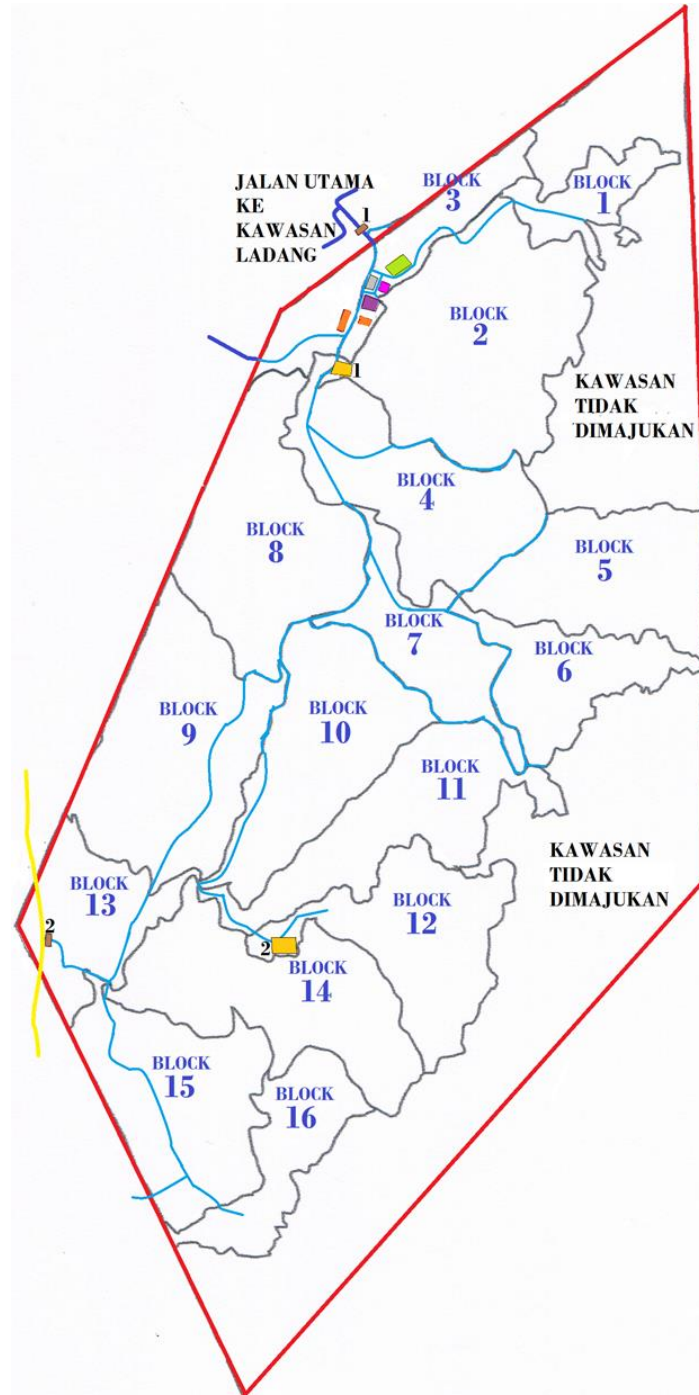 JALAN UTAMA
KE
KAWASAN
LADANG
1
BLOCK
3
BLOCK
1
BLOCK
2
1
KAWASAN
TIDAK
DIMAJUKAN
BLOCK
4
BLOCK
8
BLOCK
5
BLOCK
7
BLOCK
6
BLOCK
9
BLOCK
10
BLOCK
11
KAWASAN
TIDAK
DIMAJUKAN
BLOCK
13
2
BLOCK
12
2
BLOCK
14
BLOCK
15
BLOCK
16